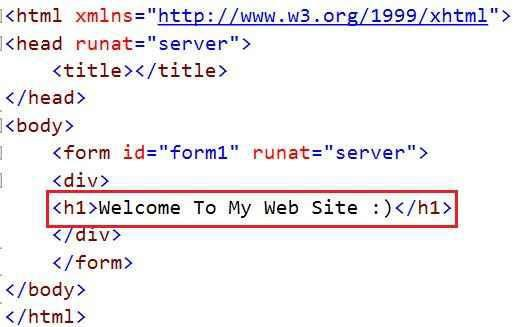 <html xmlns="http://www.w3.org/1999/xhtml">
<head runat="server">
    <title></title>
</head>
<body>
    <form id="form1" runat="server">
    <div>
    <h1>Welcome To My Web Site :)</h1>
    </div>
    </form>
</body>
</html>